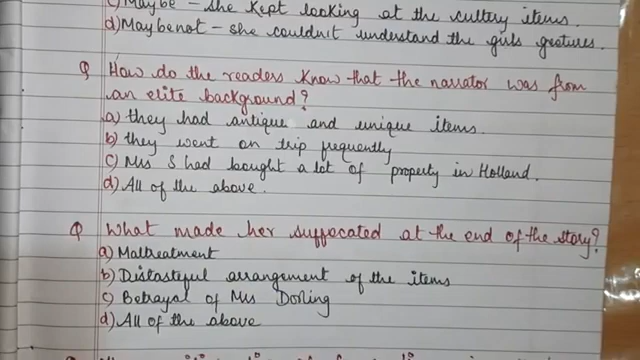 c) Maybe - she kept looking at the cutlery items.
d) Maybe not - she couldn't understand the girls gestures.
Q How do the readers know that the narrator was from
an elite background?
a) they had antique and unique items.
b) they went on trip frequently
c) Mrs S had bought a lot of property in Holland.
d) All of the above.
Q What made her suffocated at the end of the story?
a) Maltreatment
b) Distasteful arrangement of the items
c) Betrayal of Mrs Dorling
d) All of the above